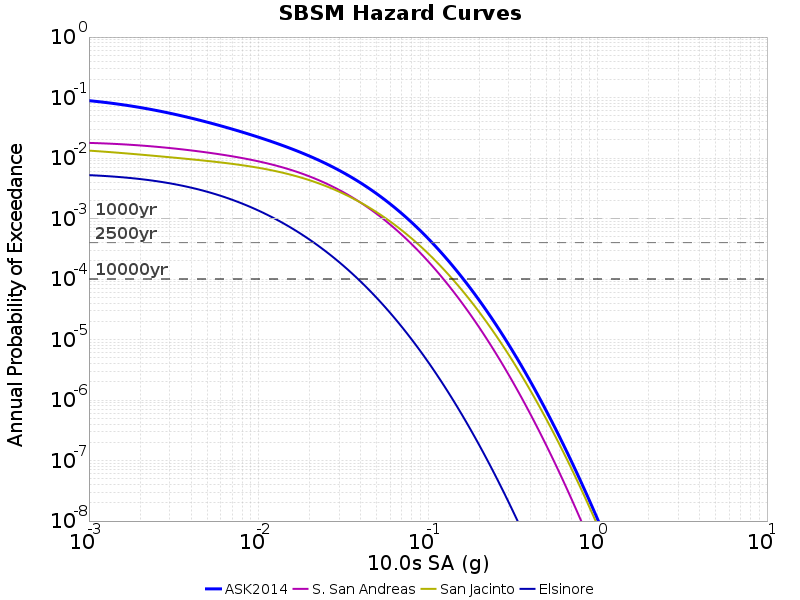 SBSM Hazard Curves
Annual Probability of Exceedance
10^0
10^-1
10^-2
10^-3
10^-4
10^-5
10^-6
10^-7
10^-8
1000yr
2500yr
10000yr
10^-3 10^-2 10^-1 10^0 10^1
10.0s SA (g)
ASK2014 S. San Andreas San Jacinto Elsinore